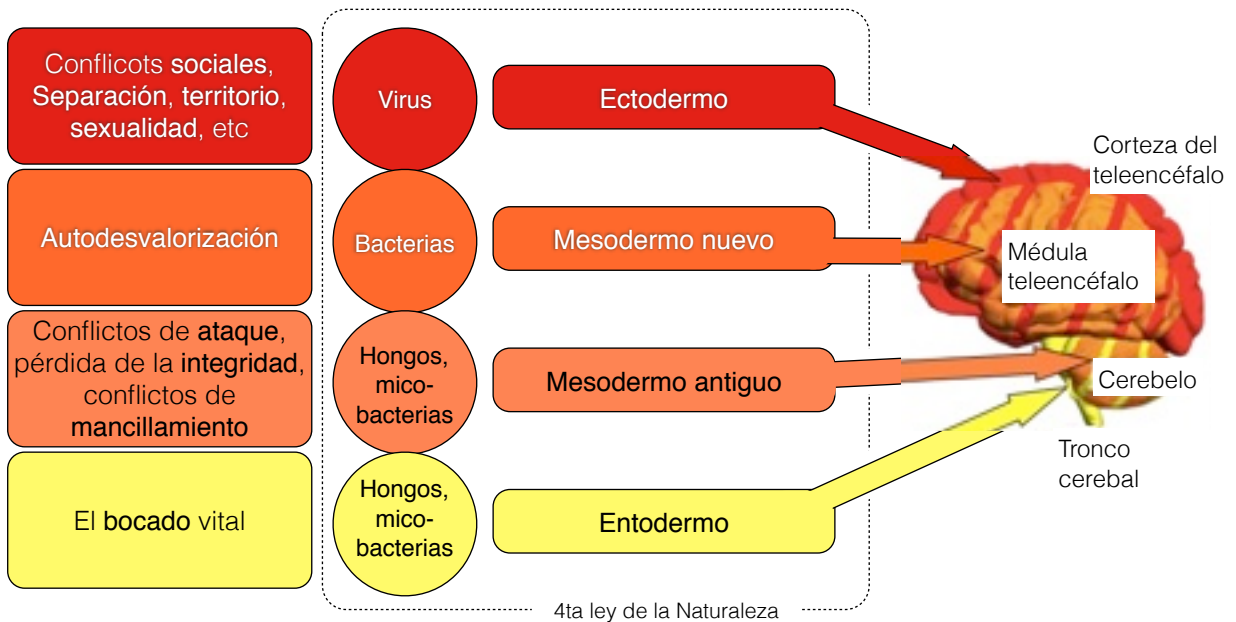 Conflicots sociales,
Separación, territorio,
sexualidad, etc
Virus
Ectodermo
Corteza del
teleencéfalo
Autodesvalorización
Bacterias
Mesodermo nuevo
Médula
teleencéfalo
Conflictos de ataque,
pérdida de la integridad,
conflictos de
mancillamiento
Hongos,
mico-
bacterias
Mesodermo antiguo
Cerebelo
El bocado vital
Hongos,
mico-
bacterias
Entodermo
Tronco
cerebal
4ta ley de la Naturaleza